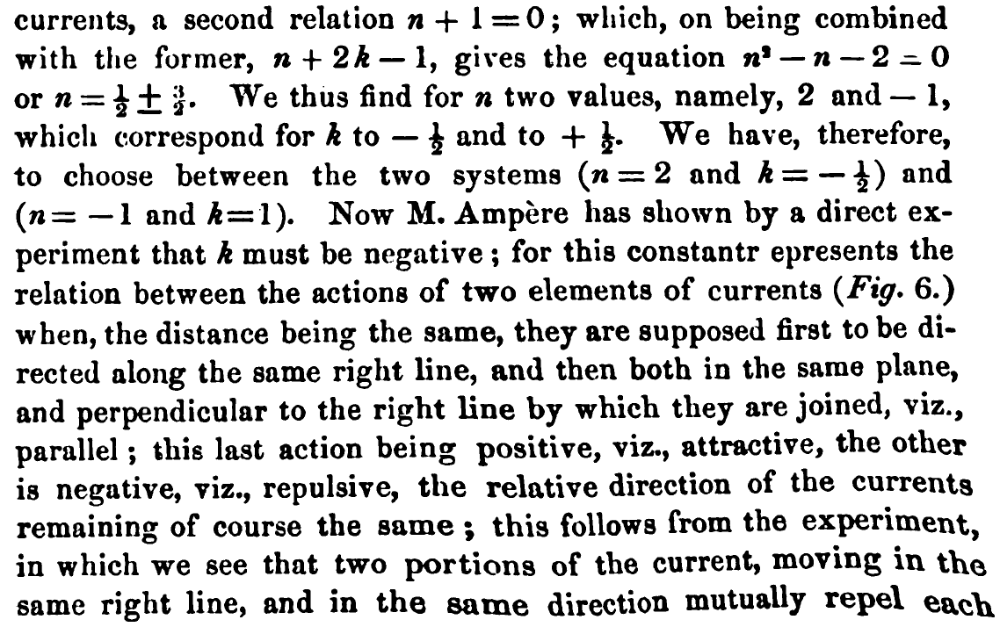 currents, a second relation n + 1 = 0; which, on being combined
with the former, n + 2k — 1, gives the equation n² — n — 2 = 0
or n = ½ ± 3/2. We thus find for n two values, namely, 2 and — 1,
which correspond for k to — ½ and to + ½. We have, therefore,
to choose between the two systems (n = 2 and k = — ½) and
(n = —1 and k=1). Now M. Ampère has shown by a direct ex-
periment that k must be negative; for this constantr epresents the
relation between the actions of two elements of currents (Fig. 6.)
when, the distance being the same, they are supposed first to be di-
rected along the same right line, and then both in the same plane,
and perpendicular to the right line by which they are joined, viz.,
parallel; this last action being positive, viz., attractive, the other
is negative, viz., repulsive, the relative direction of the currents
remaining of course the same; this follows from the experiment,
in which we see that two portions of the current, moving in the
same right line, and in the same direction mutually repel each